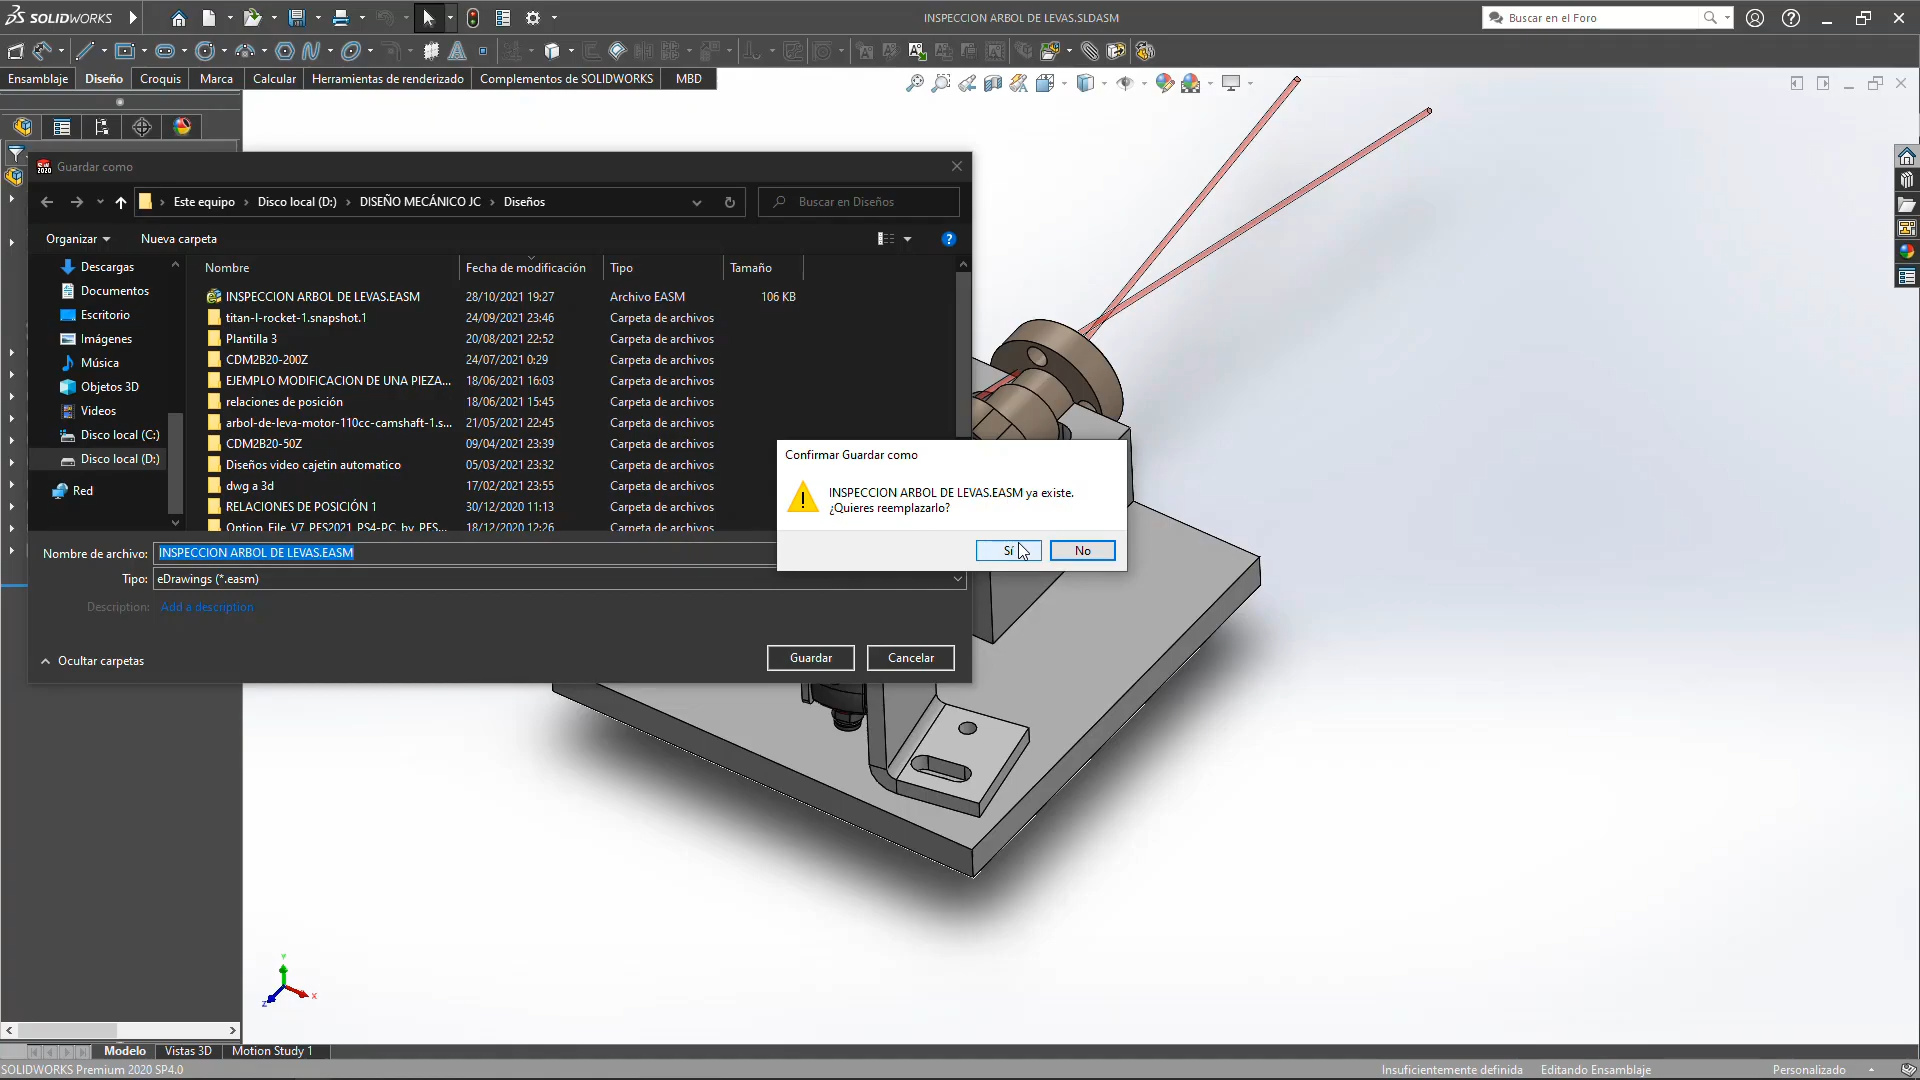 SOLIDWORKS
INSPECCION ARBOL DE LEVAS.SLDASM
Buscar en el Foro
Ensamblaje
Diseño
Croquis
Marca
Calcular
Herramientas de renderizado
Complementos de SOLIDWORKS
MBD
Guardar como
Este equipo
Disco local (D:)
DISEÑO MECÁNICO JC
Diseños
Buscar en Diseños
Organizar
Nueva carpeta
Nombre
Fecha de modificación
Tipo
Tamaño
Descargas
Documentos
Escritorio
Imágenes
Música
Objetos 3D
Videos
Disco local (C:)
Disco local (D:)
Red
INSPECCION ARBOL DE LEVAS.EASM 28/10/2021 19:27 Archivo EASM 106 KB
titan-I-rocket-1.snapshot.1 24/09/2021 23:46 Carpeta de archivos
Plantilla 3 20/08/2021 22:52 Carpeta de archivos
CDM2B20-200Z 24/07/2021 0:29 Carpeta de archivos
EJEMPLO MODIFICACION DE UNA PIEZA... 18/06/2021 16:03 Carpeta de archivos
relaciones de posición 18/06/2021 15:45 Carpeta de archivos
arbol-de-leva-motor-110cc-camshaft-1.s... 21/05/2021 22:45 Carpeta de archivos
CDM2B20-50Z 09/04/2021 23:39 Carpeta de archivos
Diseños video cajetin automatico 05/03/2021 23:32 Carpeta de archivos
dwg a 3d 17/02/2021 23:55 Carpeta de archivos
RELACIONES DE POSICIÓN 1 30/12/2020 11:13 Carpeta de archivos
Option_File_V7_PES2021_PS4-PC_by_PES... 18/12/2020 12:26 Carpeta de archivos
Nombre de archivo: INSPECCION ARBOL DE LEVAS.EASM
Tipo: eDrawings (*.easm)
Description: Add a description
Ocultar carpetas
Guardar
Cancelar
Confirmar Guardar como
INSPECCION ARBOL DE LEVAS.EASM ya existe.
¿Quieres reemplazarlo?
Sí
No
Y
X
Z
Modelo
Vistas 3D
Motion Study 1
SOLIDWORKS Premium 2020 SP4.0
Insuficientemente definida
Editando Ensamblaje
Personalizado